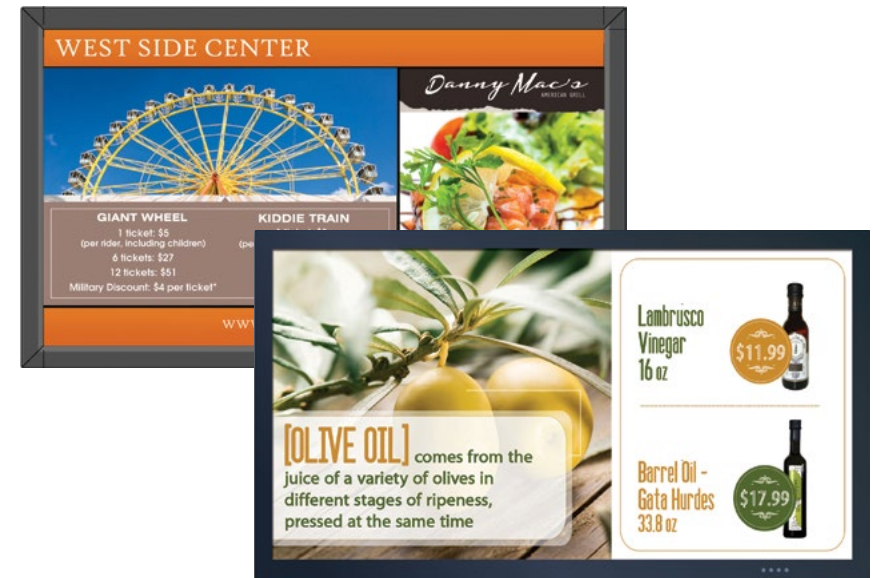 WEST SIDE CENTER
Danny Mac's
AMERICAN GRILL
GIANT WHEEL
1 ticket: $5
(per rider, including children)
6 tickets: $27
12 tickets: $51
Military Discount: $4 per ticket*
KIDDIE TRAIN
[OLIVE OIL] comes from the
juice of a variety of olives in
different stages of ripeness,
pressed at the same time
Lambrusco
Vinegar
16 oz
$11.99
Barrel Oil -
Gata Hurdes
33.8 oz
$17.99